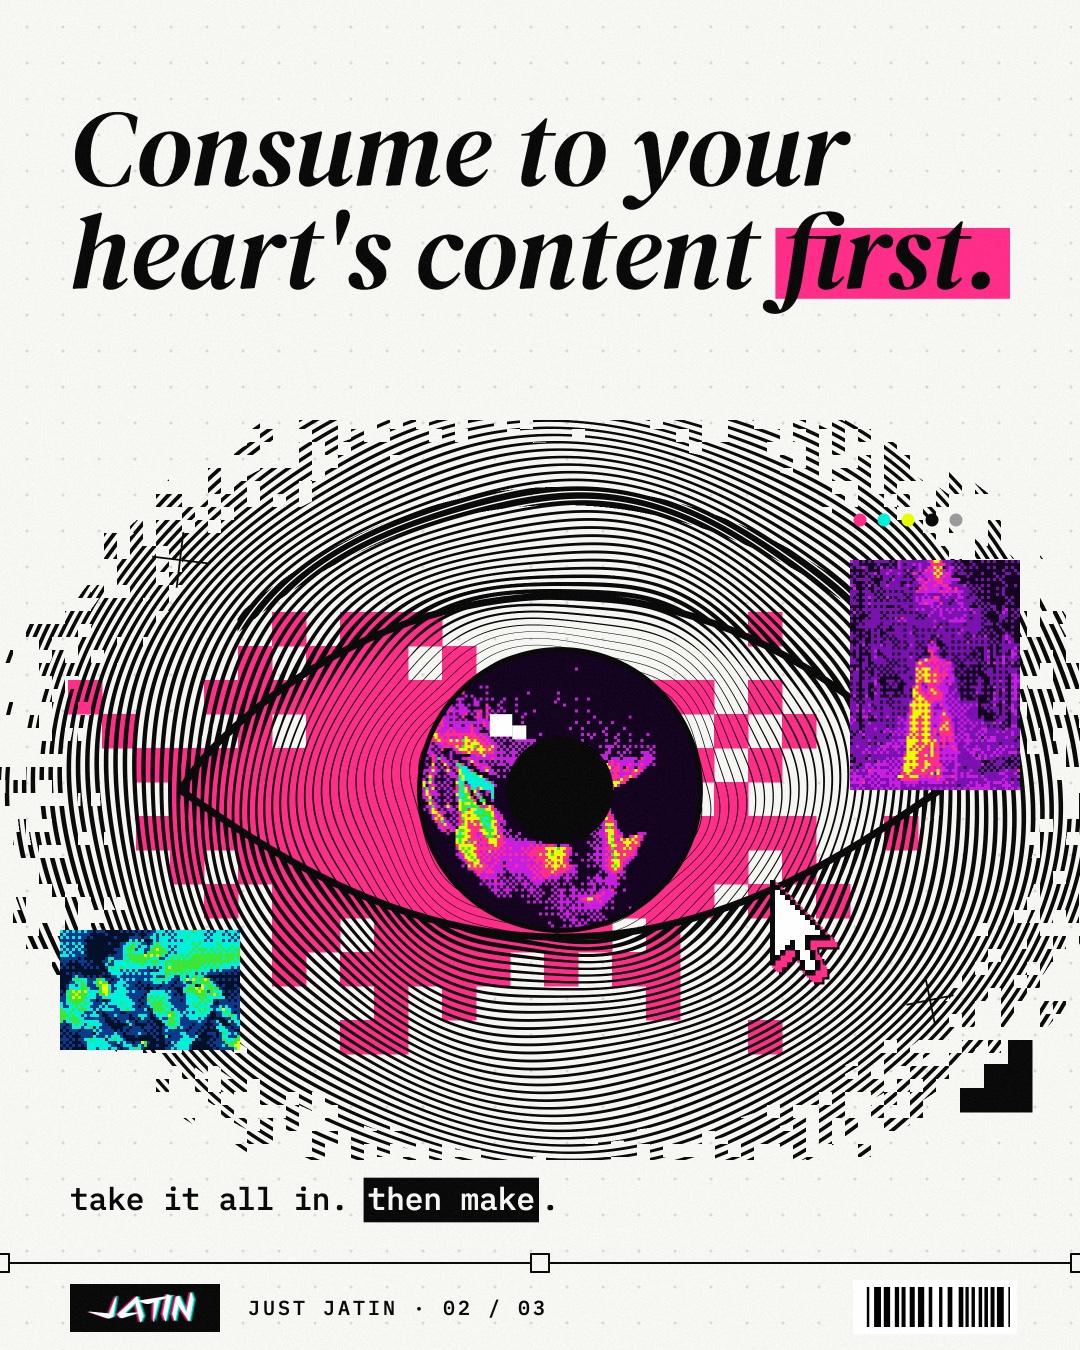 Consume to your
heart's content first.
take it all in. then make.
JATIN JUST JATIN · 02 / 03